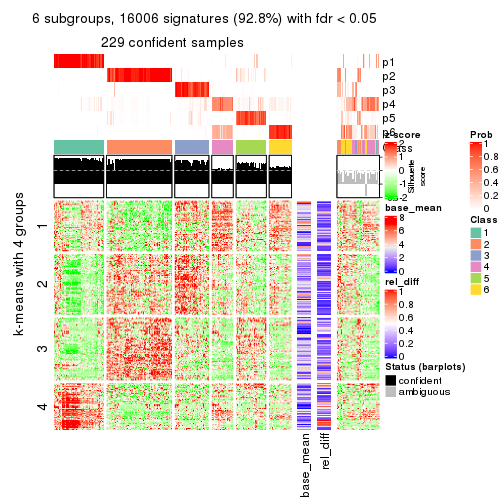 6 subgroups, 16006 signatures (92.8%) with fdr < 0.05
229 confident samples
p1
p2
p3
p4
p5
p6
Class
z-score
2
1
0
-1
-2
Silhouette
score
Prob
1
0.8
0.6
0.4
0.2
0
base_mean
8
6
4
2
0
Class
1
2
3
4
5
6
rel_diff
1
0.8
0.6
0.4
0.2
0
Status (barplots)
confident
ambiguous
k-means with 4 groups
1
2
3
4
base_mean
rel_diff